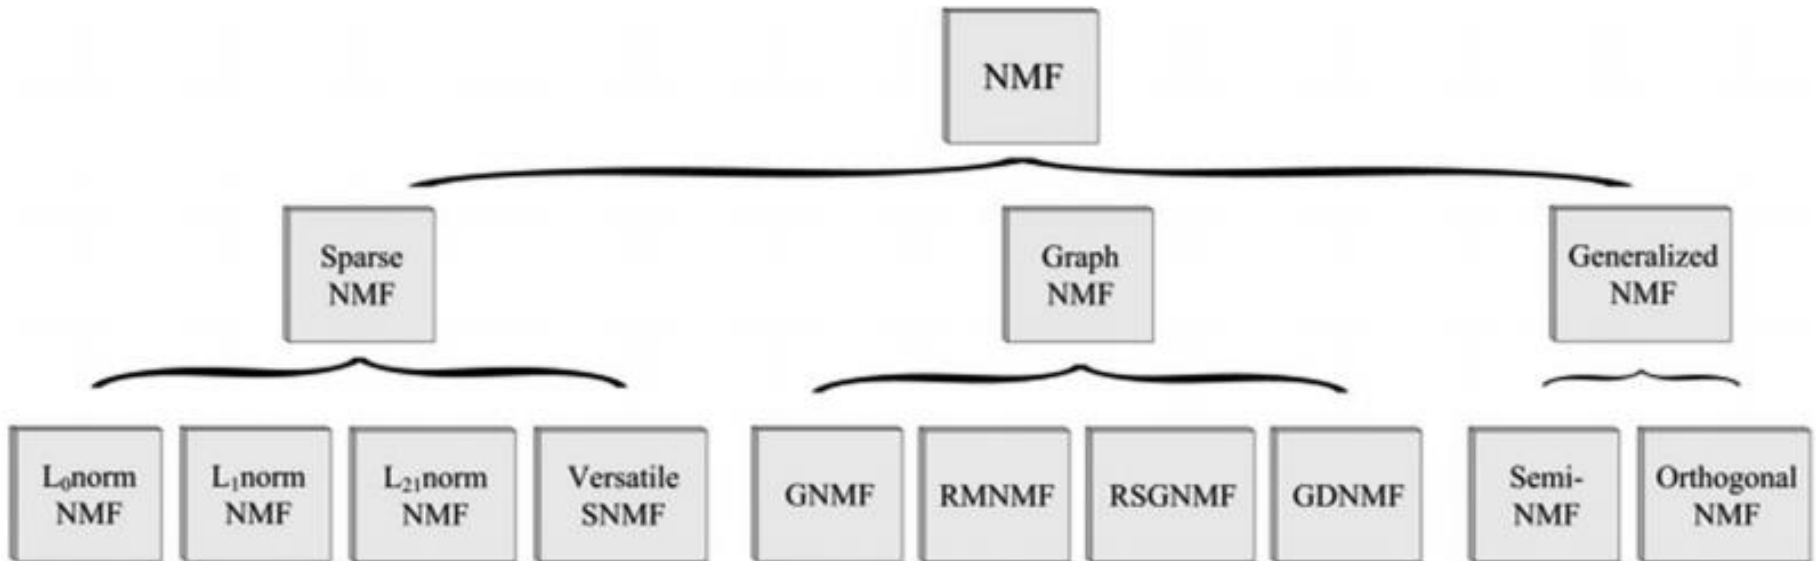 NMF
Sparse
NMF
Graph
NMF
Generalized
NMF
L₀norm
NMF
L₁norm
NMF
L₂₁norm
NMF
Versatile
SNMF
GNMF
RMNMF
RSGNMF
GDNMF
Semi-
NMF
Orthogonal
NMF